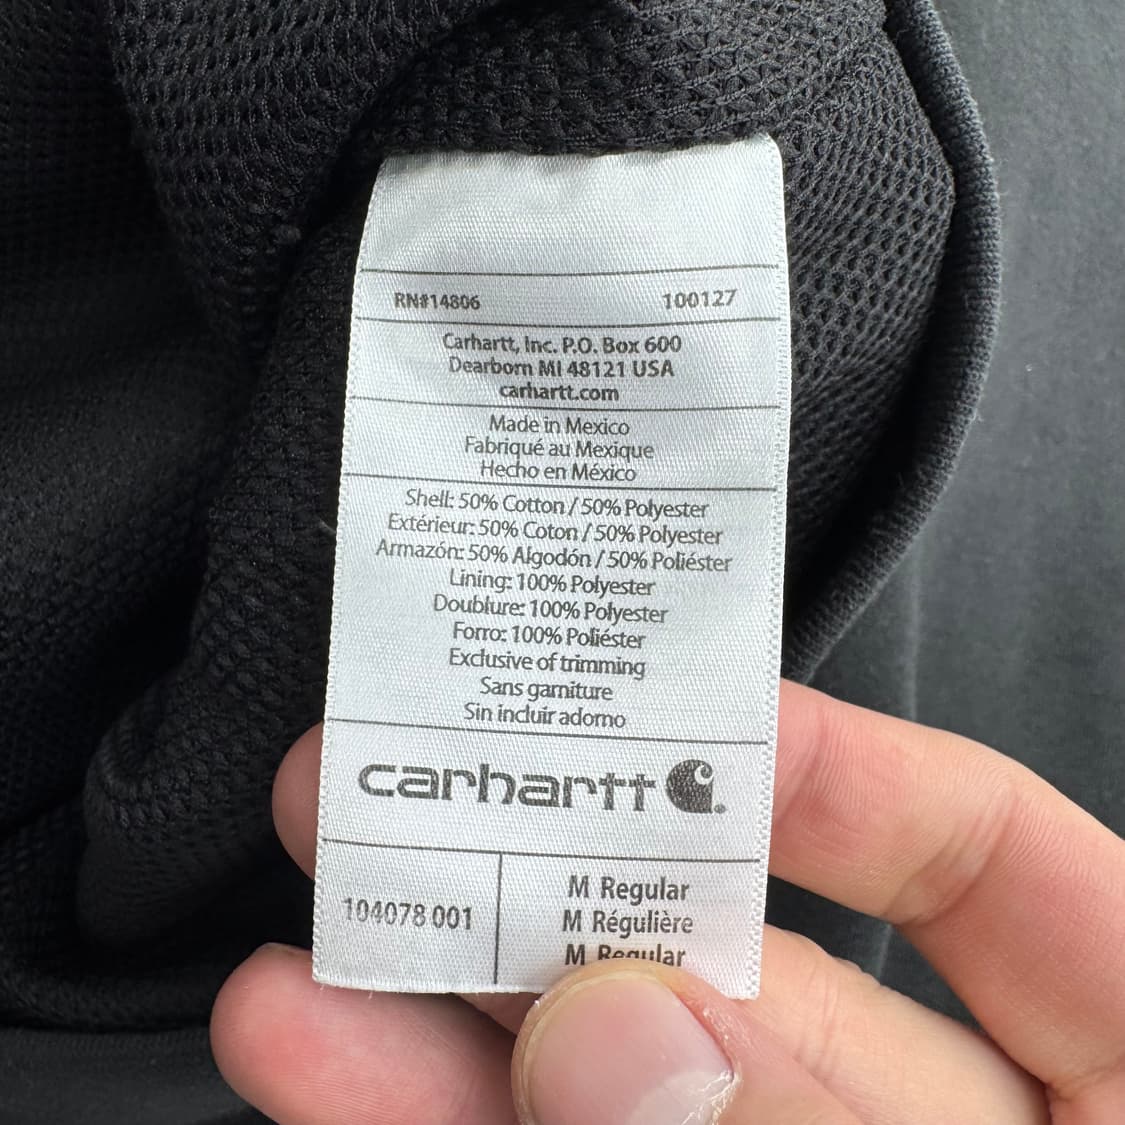 RN#14806 100127
Carhartt, Inc. P.O. Box 600
Dearborn MI 48121 USA
carhartt.com
Made in Mexico
Fabriqué au Mexique
Hecho en México
Shell: 50% Cotton / 50% Polyester
Extérieur: 50% Coton / 50% Polyester
Armazón: 50% Algodón / 50% Poliéster
Lining: 100% Polyester
Doublure: 100% Polyester
Forro: 100% Poliéster
Exclusive of trimming
Sans garniture
Sin incluir adorno
carhartt
104078 001
M Regular
M Régulière
M Regular